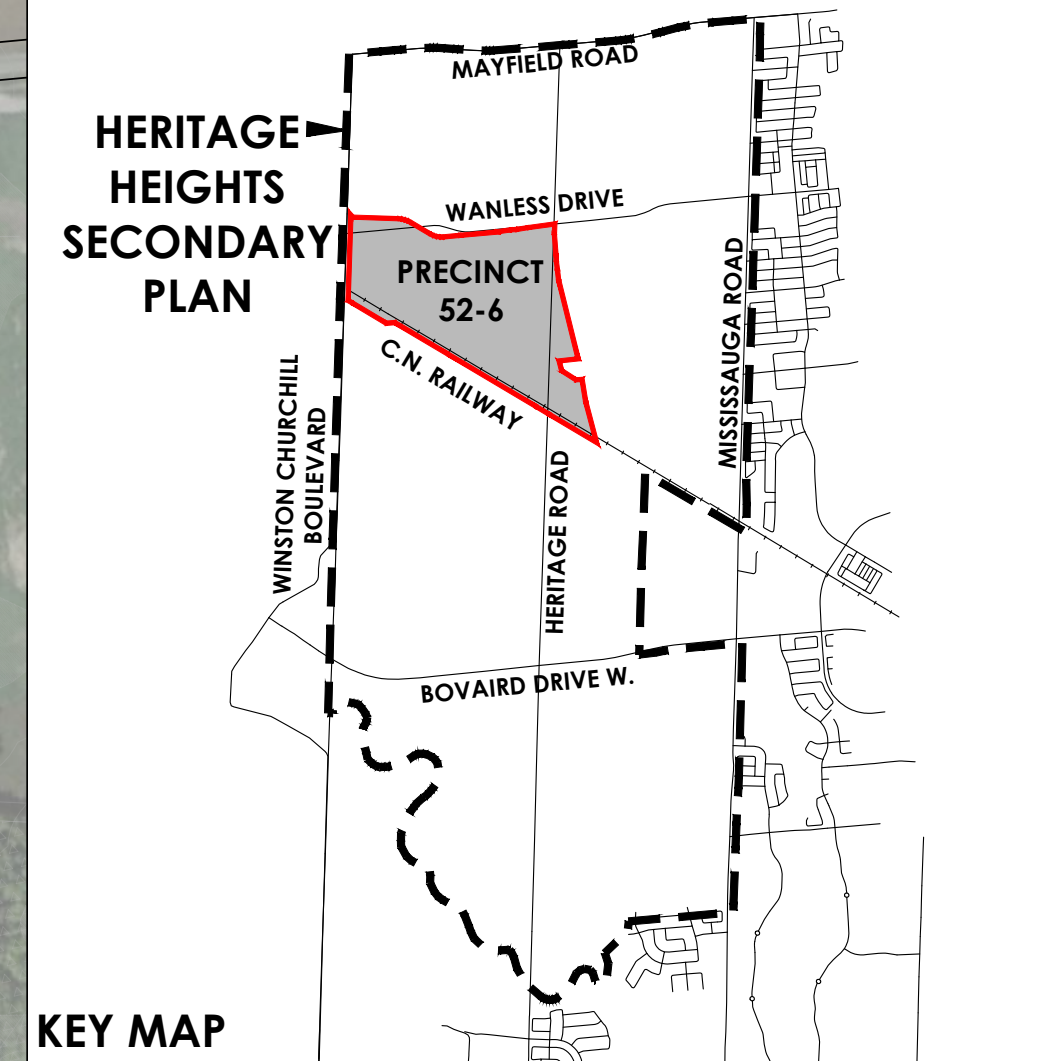 MAYFIELD ROAD
HERITAGE
HEIGHTS
SECONDARY
PLAN
WANLESS DRIVE
PRECINCT
52-6
C.N. RAILWAY
MISSISSAUGA ROAD
WINSTON CHURCHILL
BOULEVARD
HERITAGE ROAD
BOVAIRD DRIVE W.
KEY MAP